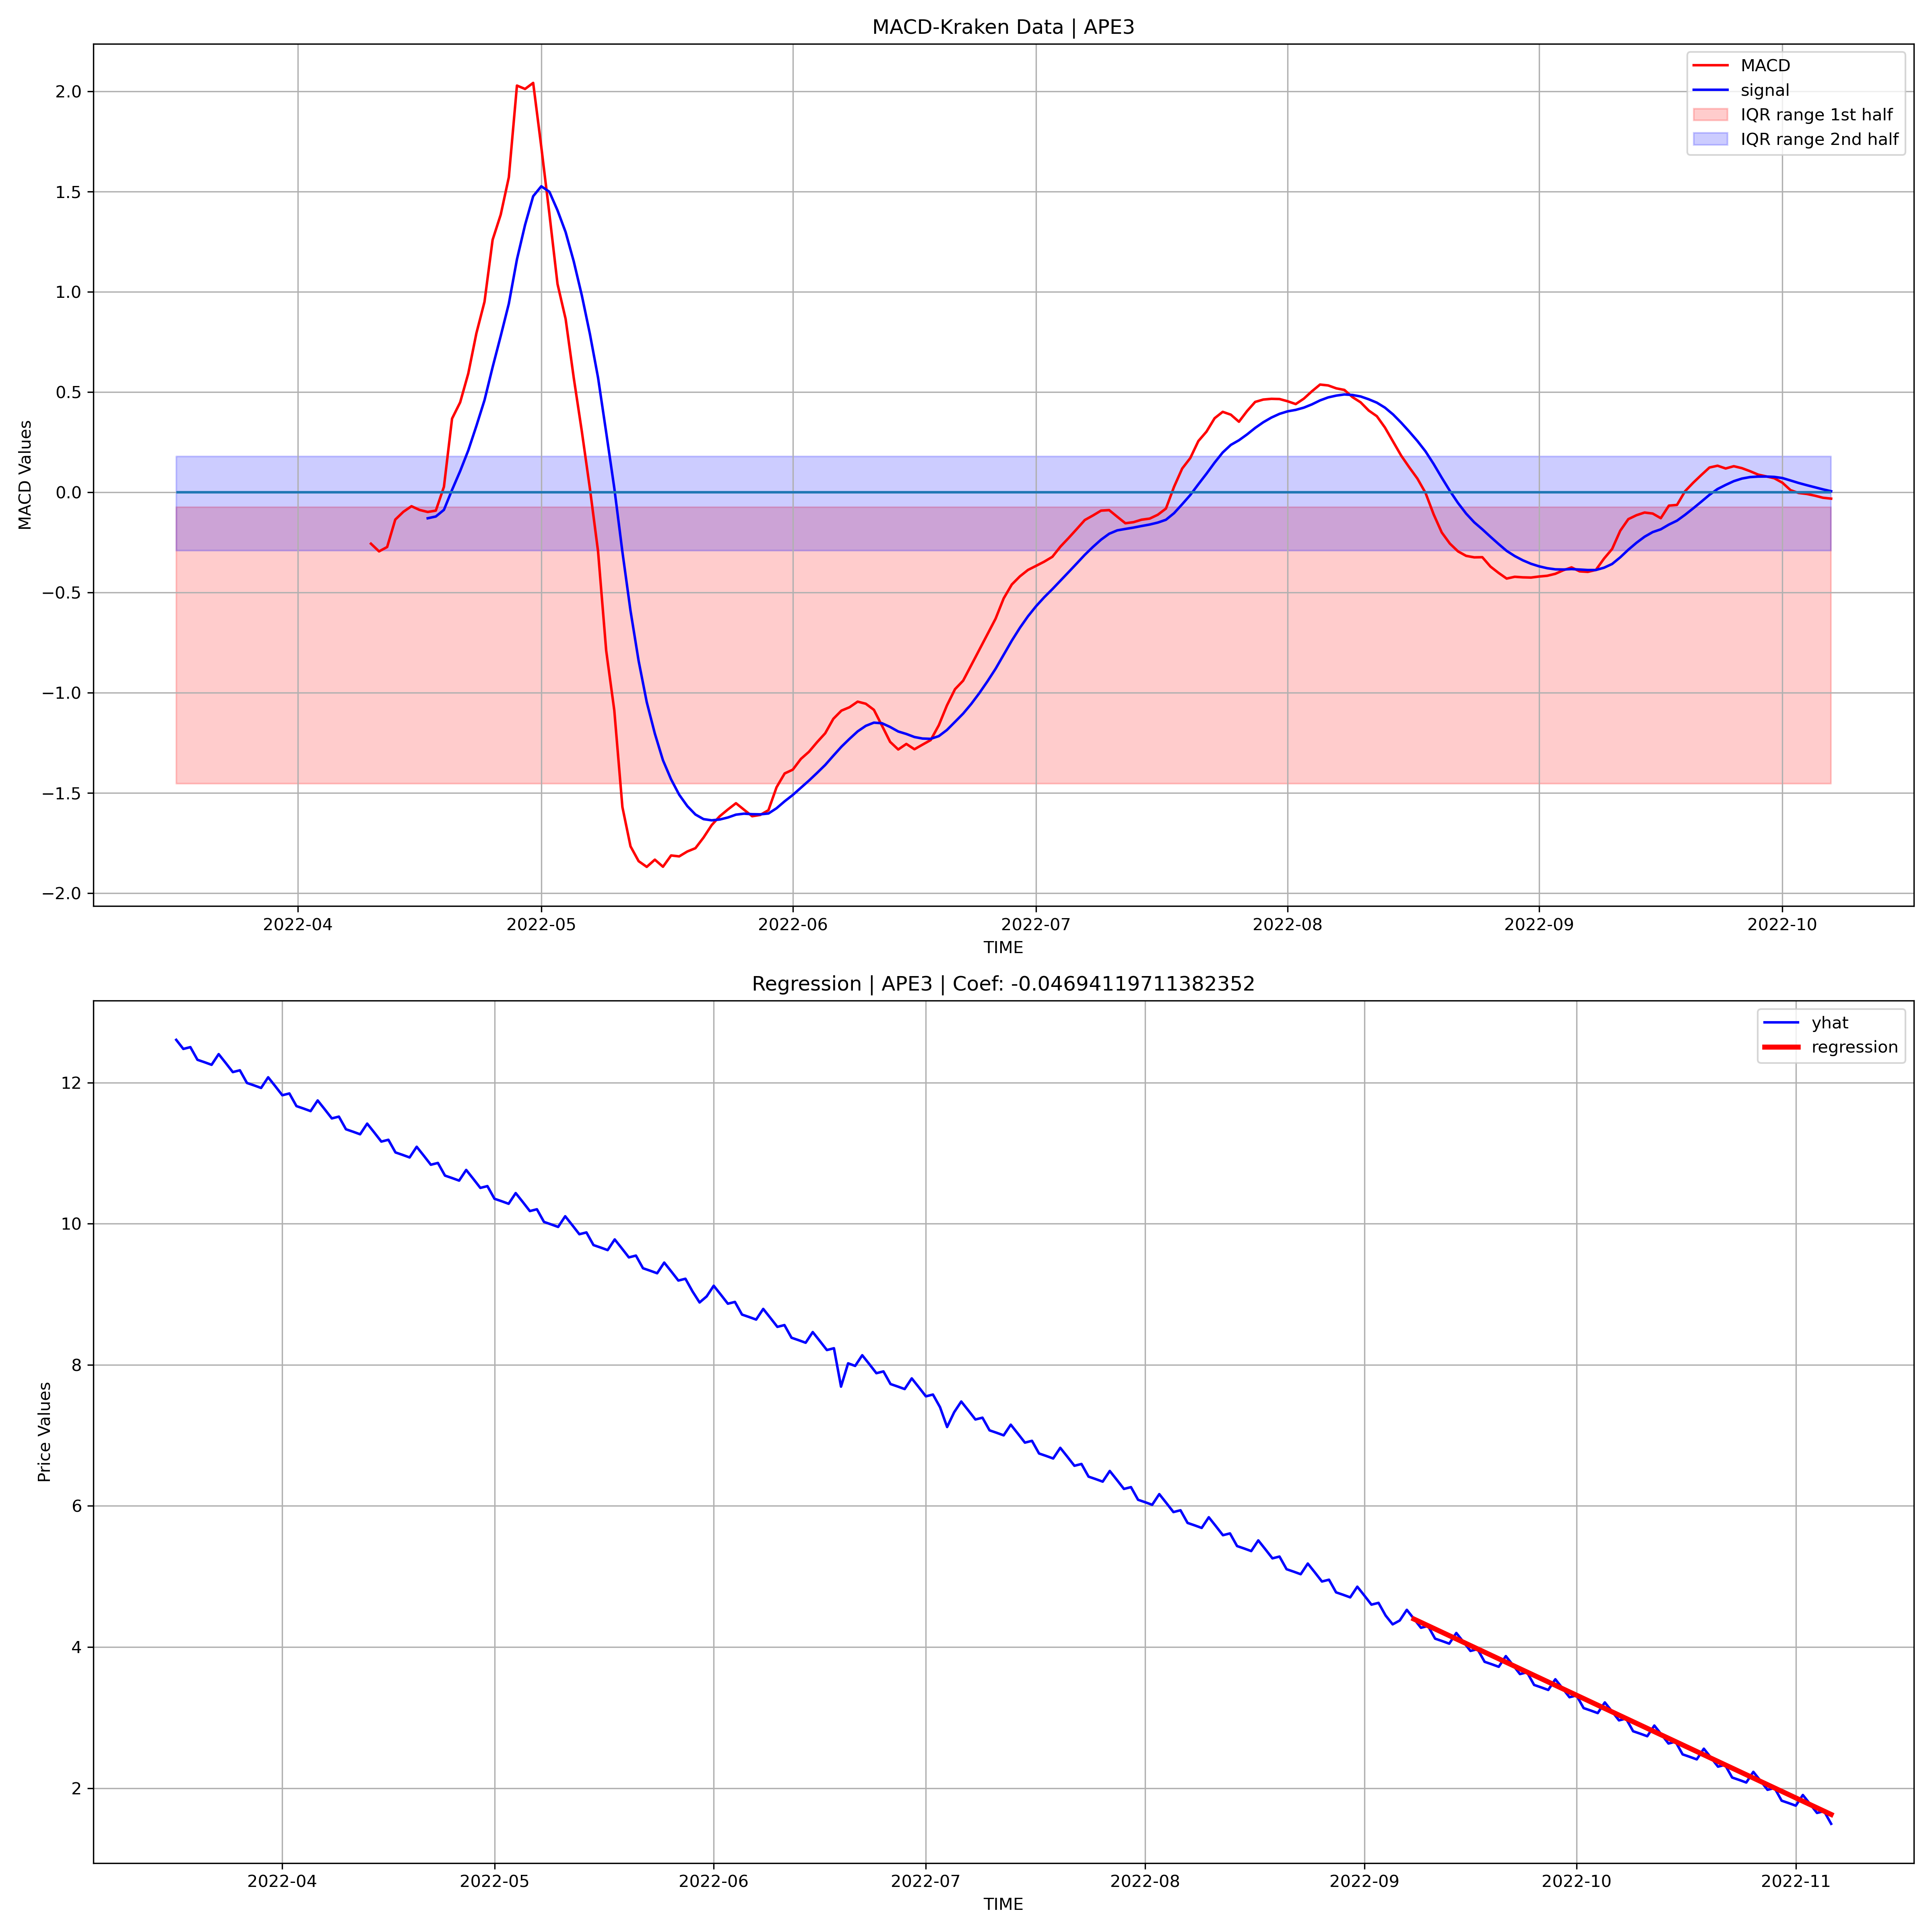 MACD-Kraken Data | APE3
MACD
signal
IQR range 1st half
IQR range 2nd half
MACD Values
2.0
1.5
1.0
0.5
0.0
−0.5
−1.0
−1.5
−2.0
2022-04 2022-05 2022-06 2022-07 2022-08 2022-09 2022-10
TIME
Regression | APE3 | Coef: -0.04694119711382352
yhat
regression
Price Values
12
10
8
6
4
2
2022-04 2022-05 2022-06 2022-07 2022-08 2022-09 2022-10 2022-11
TIME